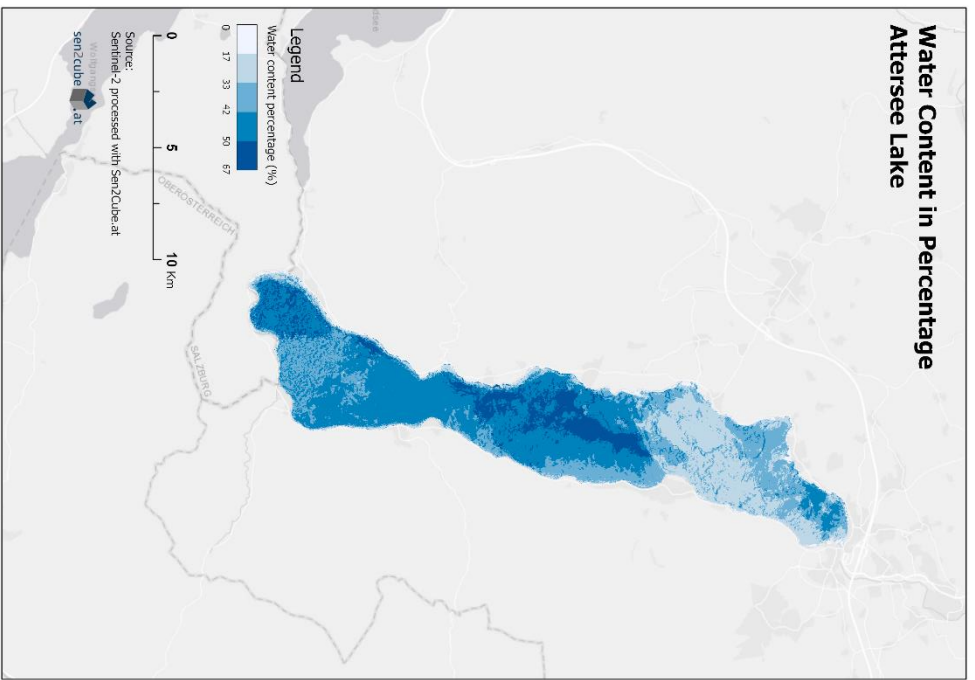 Water Content in Percentage
Attersee Lake
Legend
Water content percentage (%)
0 17 33 42 50 67
0 5 10 Km
Source:
Sentinel-2 processed with Sen2Cube.at
sen2cube.at
OBERÖSTERREICH
SALZBURG